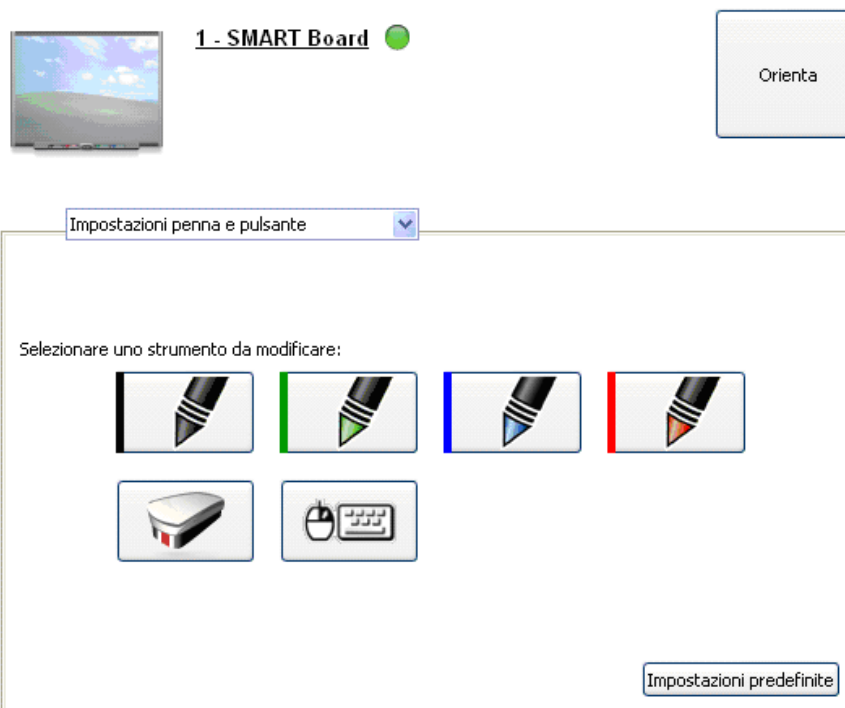 1 - SMART Board
Orienta
Impostazioni penna e pulsante
Selezionare uno strumento da modificare:
Impostazioni predefinite